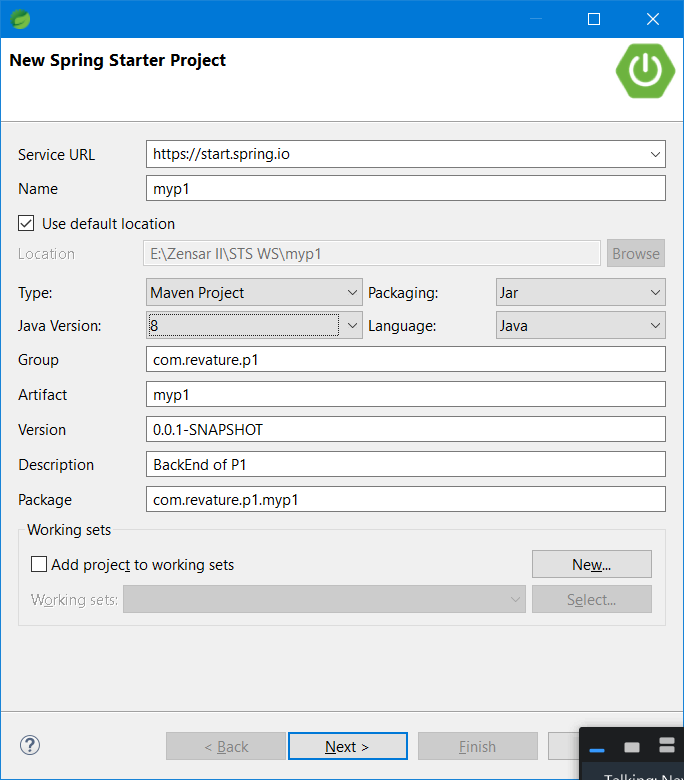 New Spring Starter Project
Service URL https://start.spring.io
Name myp1
Use default location
Location E:\Zensar II\STS WS\myp1 Browse
Type: Maven Project Packaging: Jar
Java Version: 8 Language: Java
Group com.revature.p1
Artifact myp1
Version 0.0.1-SNAPSHOT
Description BackEnd of P1
Package com.revature.p1.myp1
Working sets
Add project to working sets New...
Working sets: Select...
? < Back Next > Finish
Talking: